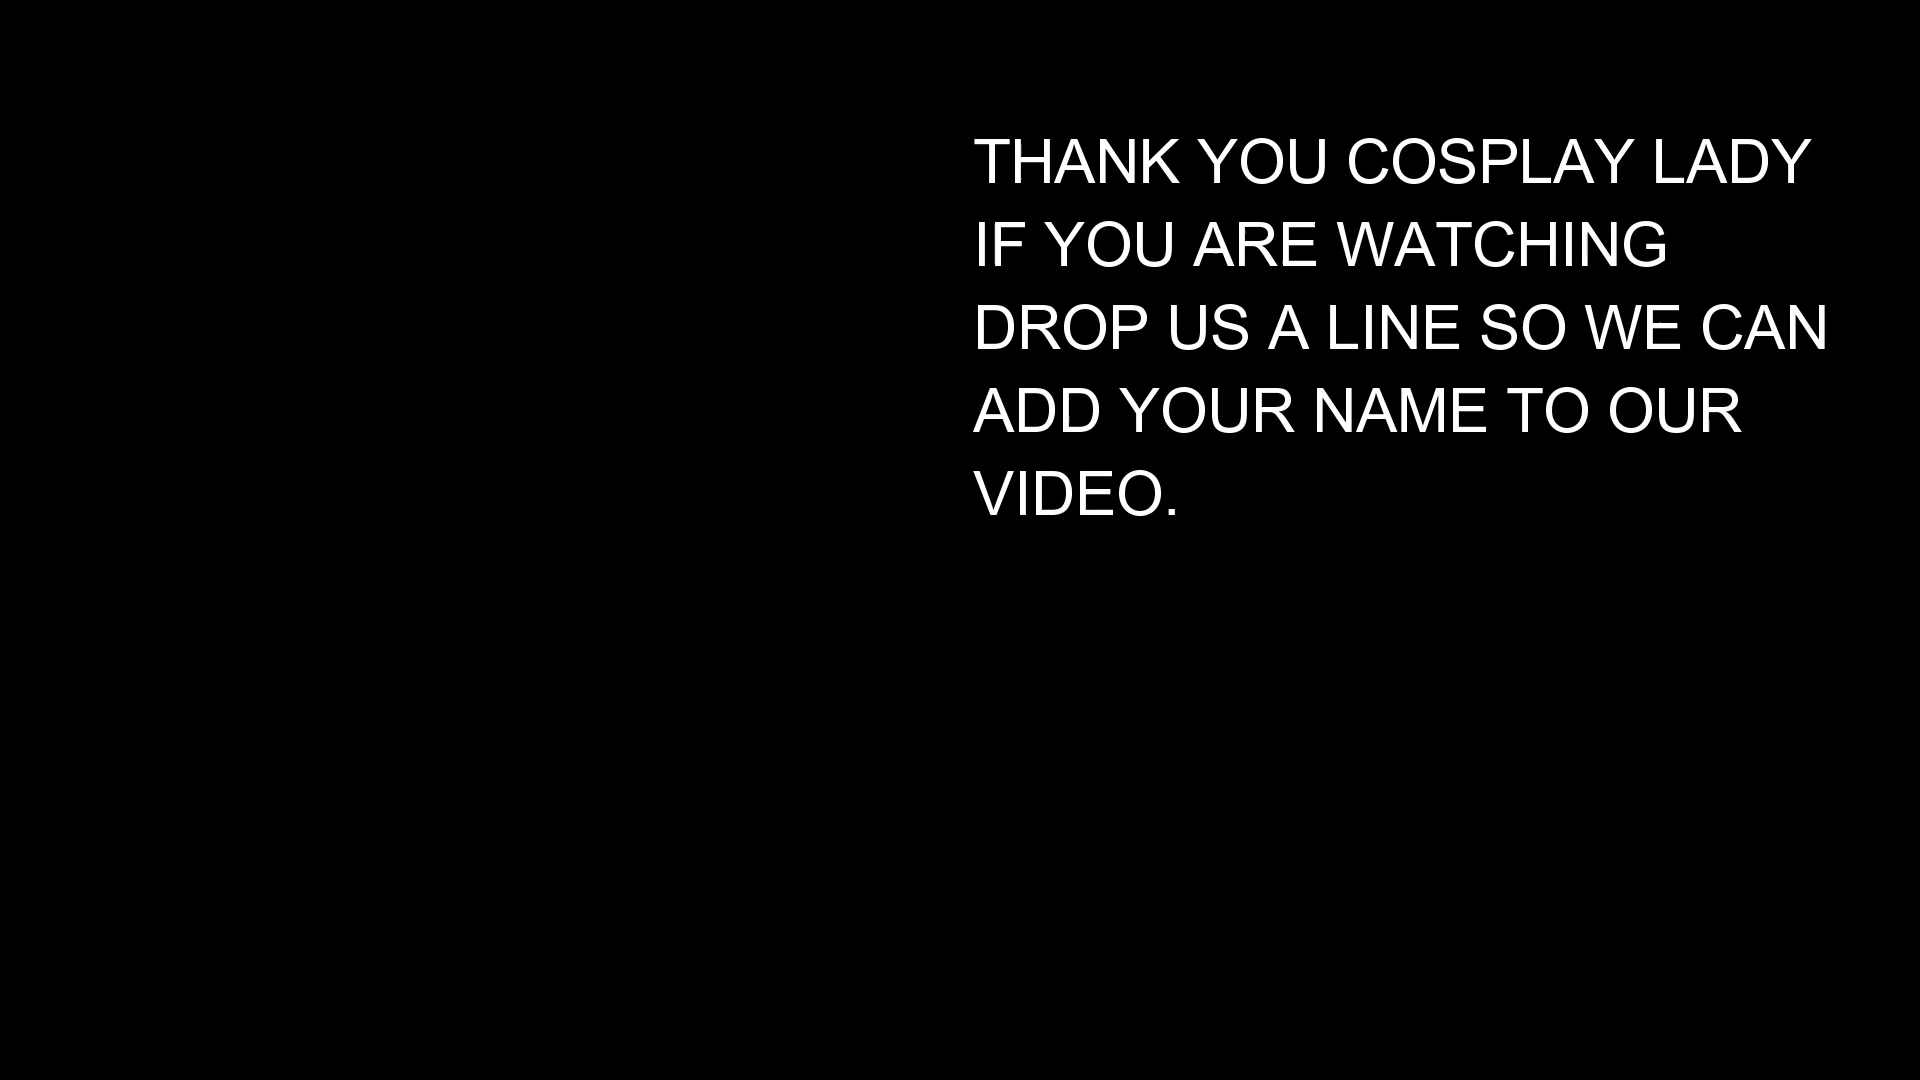 THANK YOU COSPLAY LADY
IF YOU ARE WATCHING
DROP US A LINE SO WE CAN
ADD YOUR NAME TO OUR
VIDEO.